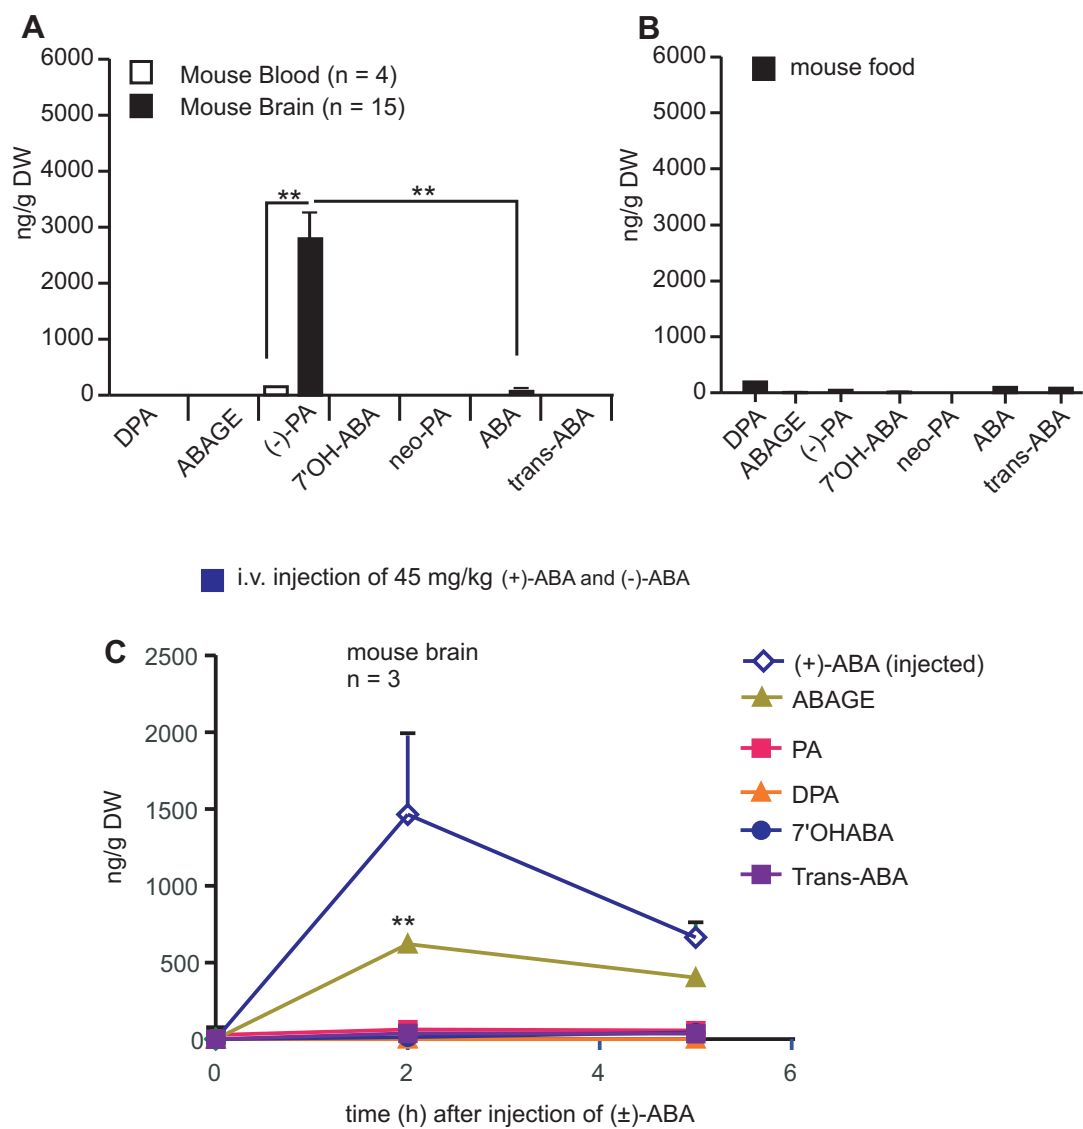 A
6000
5000
4000
3000
2000
1000
0
ng/g DW
Mouse Blood (n = 4)
Mouse Brain (n = 15)
**
**
DPA
ABAGE
(-)-PA
7'OH-ABA
neo-PA
ABA
trans-ABA
B
6000
5000
4000
3000
2000
1000
0
ng/g DW
mouse food
DPA
ABAGE
(-)-PA
7'OH-ABA
neo-PA
ABA
trans-ABA
i.v. injection of 45 mg/kg (+)-ABA and (-)-ABA
C
2500
2000
1500
1000
500
0
ng/g DW
mouse brain
n = 3
**
0
2
4
6
time (h) after injection of (±)-ABA
(+)-ABA (injected)
ABAGE
PA
DPA
7'OHABA
Trans-ABA